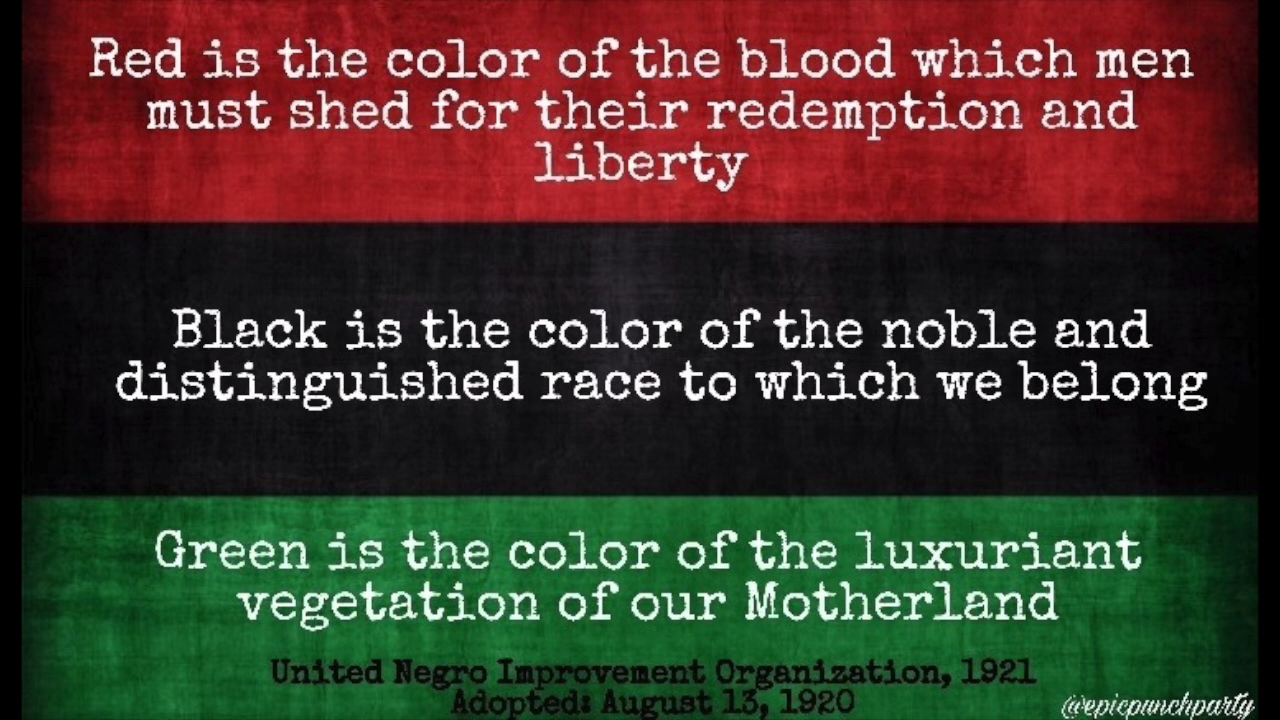 Red is the color of the blood which men
must shed for their redemption and
liberty
Black is the color of the noble and
distinguished race to which we belong
Green is the color of the luxuriant
vegetation of our Motherland
United Negro Improvement Organization, 1921
Adopted: August 13, 1920
@epicpunchparty